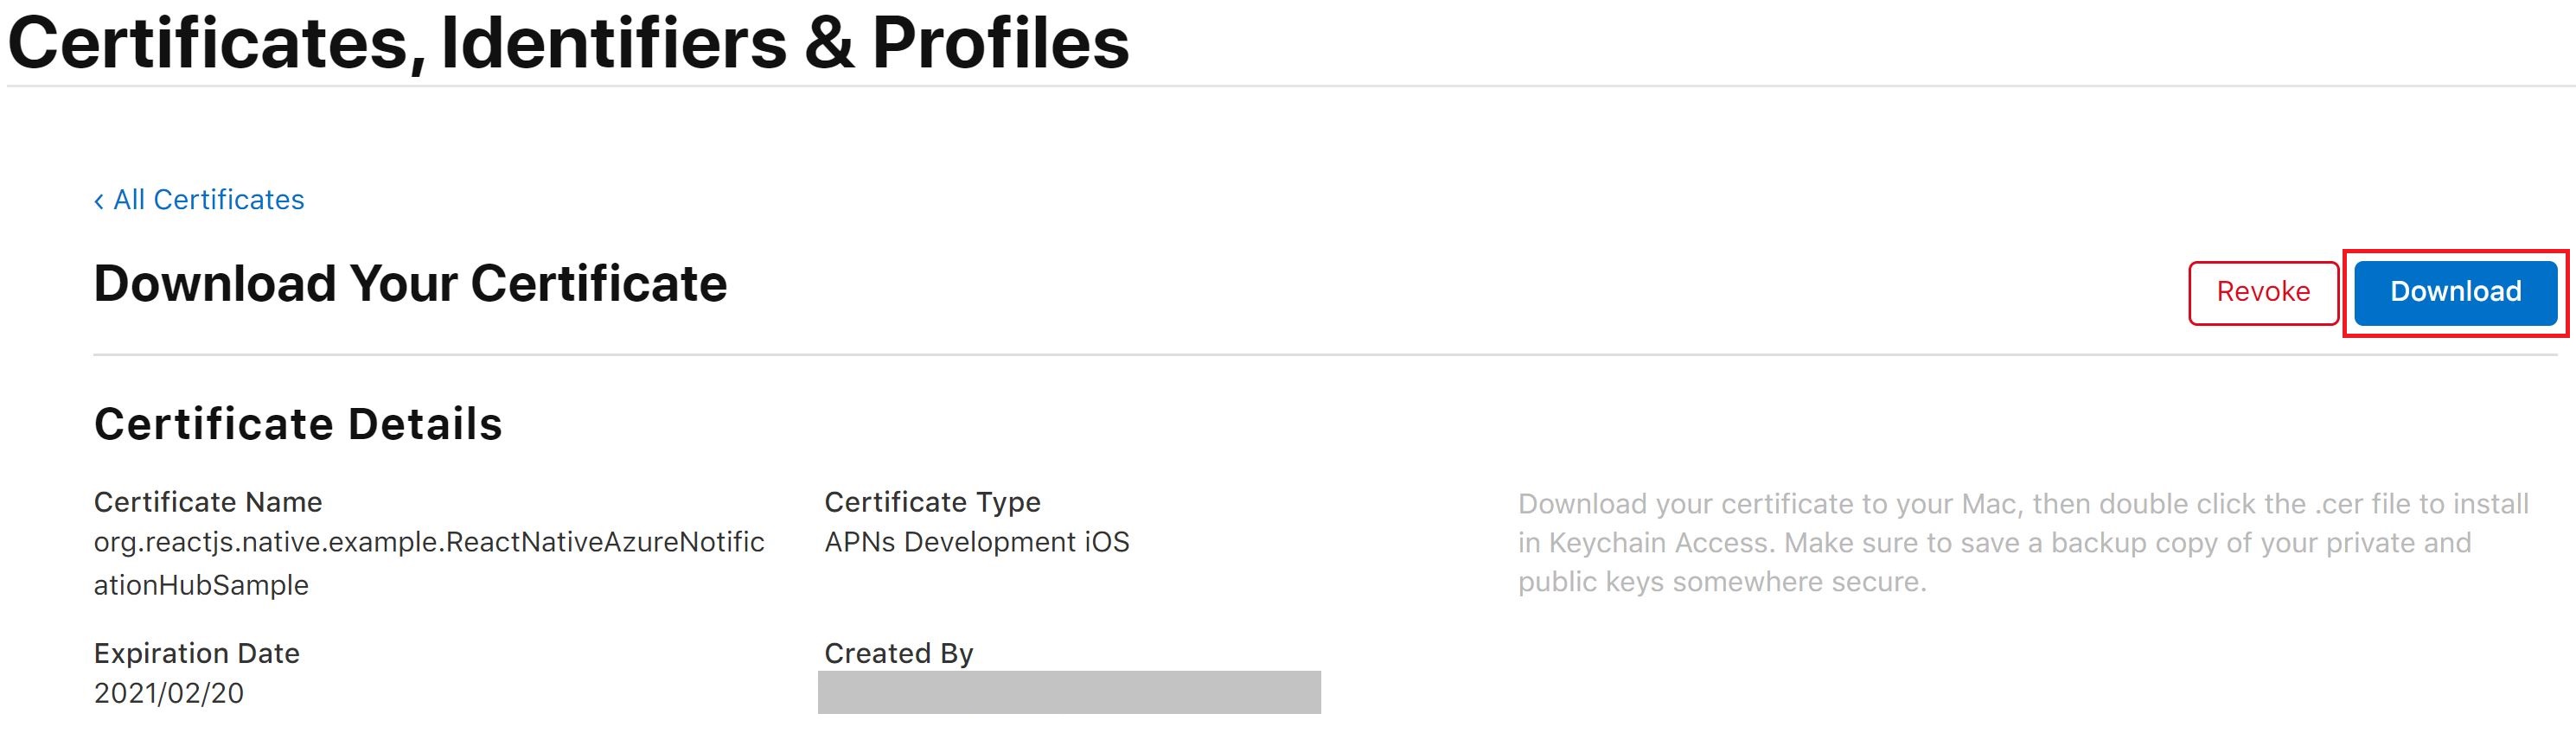 Certificates, Identifiers & Profiles
‹ All Certificates
Download Your Certificate
Revoke
Download
Certificate Details
Certificate Name
org.reactjs.native.example.ReactNativeAzureNotific
ationHubSample
Certificate Type
APNs Development iOS
Download your certificate to your Mac, then double click the .cer file to install
in Keychain Access. Make sure to save a backup copy of your private and
public keys somewhere secure.
Expiration Date
2021/02/20
Created By